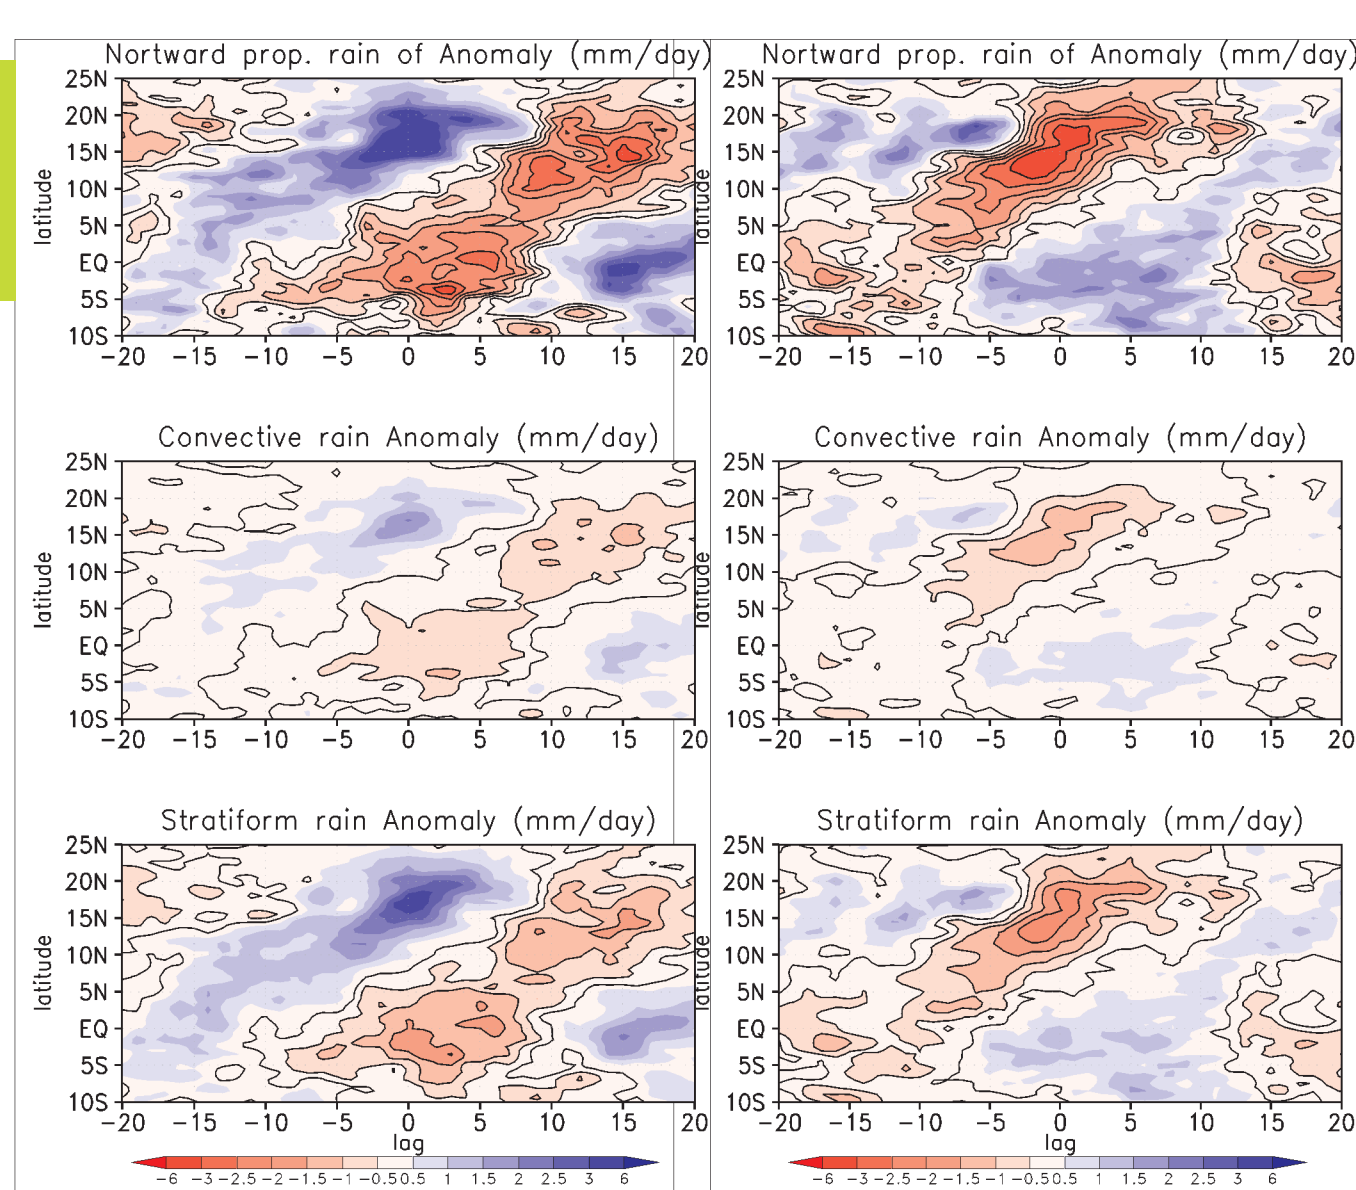 Nortward prop. rain of Anomaly (mm/day)
25N
20N
15N
10N
5N
EQ
5S
10S
latitude
-20 -15 -10 -5 0 5 10 15 20
Nortward prop. rain of Anomaly (mm/day)
25N
20N
15N
10N
5N
EQ
5S
10S
latitude
-20 -15 -10 -5 0 5 10 15 20
Convective rain Anomaly (mm/day)
25N
20N
15N
10N
5N
EQ
5S
10S
latitude
-20 -15 -10 -5 0 5 10 15 20
Convective rain Anomaly (mm/day)
25N
20N
15N
10N
5N
EQ
5S
10S
latitude
-20 -15 -10 -5 0 5 10 15 20
Stratiform rain Anomaly (mm/day)
25N
20N
15N
10N
5N
EQ
5S
10S
latitude
-20 -15 -10 -5 0 5 10 15 20
lag
-6 -3 -2.5 -2 -1.5 -1 -0.5 0.5 1 1.5 2 2.5 3 6
Stratiform rain Anomaly (mm/day)
25N
20N
15N
10N
5N
EQ
5S
10S
latitude
-20 -15 -10 -5 0 5 10 15 20
lag
-6 -3 -2.5 -2 -1.5 -1 -0.5 0.5 1 1.5 2 2.5 3 6